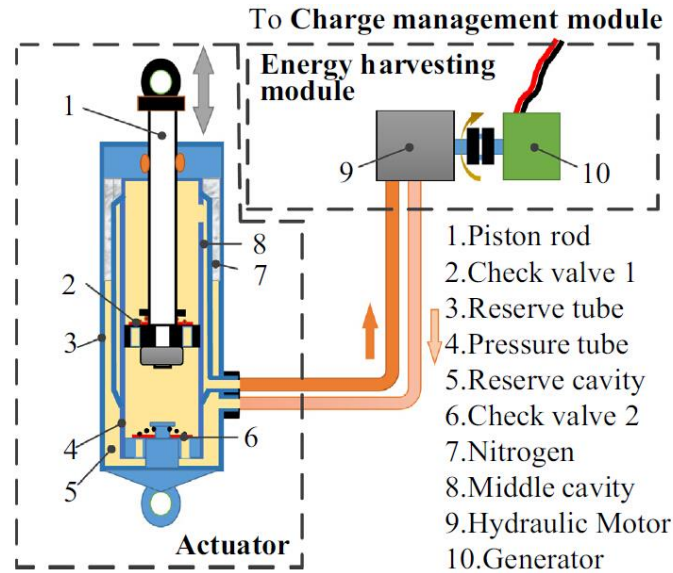 To Charge management module
Energy harvesting
module
1
9
10
8
7
2
3
4
6
5
Actuator
1.Piston rod
2.Check valve 1
3.Reserve tube
4.Pressure tube
5.Reserve cavity
6.Check valve 2
7.Nitrogen
8.Middle cavity
9.Hydraulic Motor
10.Generator